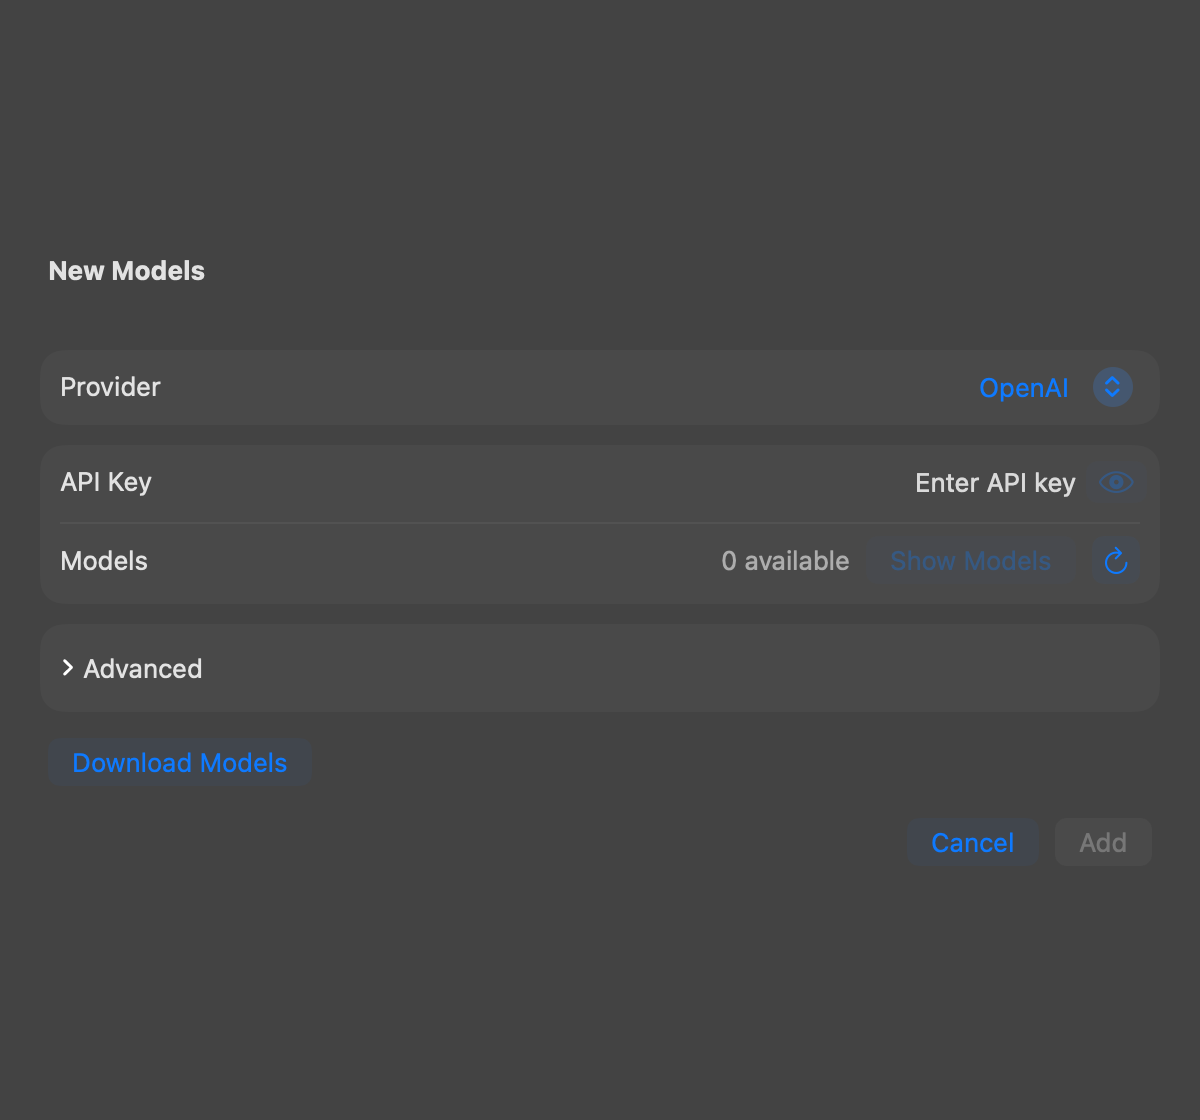 New Models
Provider OpenAI
API Key Enter API key
Models 0 available Show Models
Advanced
Download Models
Cancel Add